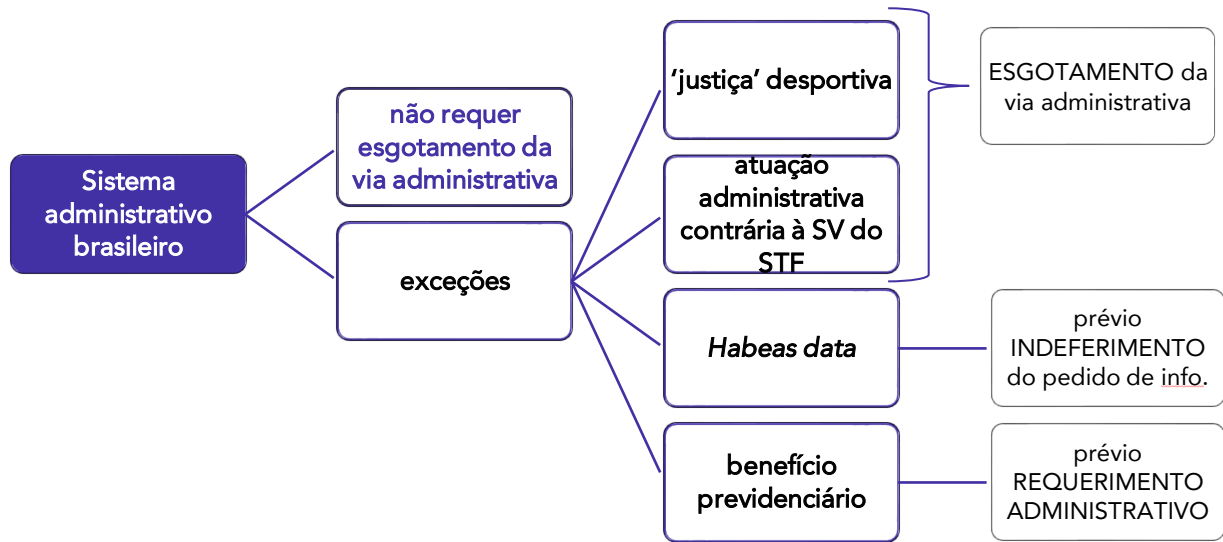 Sistema
administrativo
brasileiro
não requer
esgotamento da
via administrativa
exceções
‘justiça’ desportiva
atuação
administrativa
contrária à SV do
STF
Habeas data
benefício
previdenciário
ESGOTAMENTO da
via administrativa
prévio
INDEFERIMENTO
do pedido de info.
prévio
REQUERIMENTO
ADMINISTRATIVO